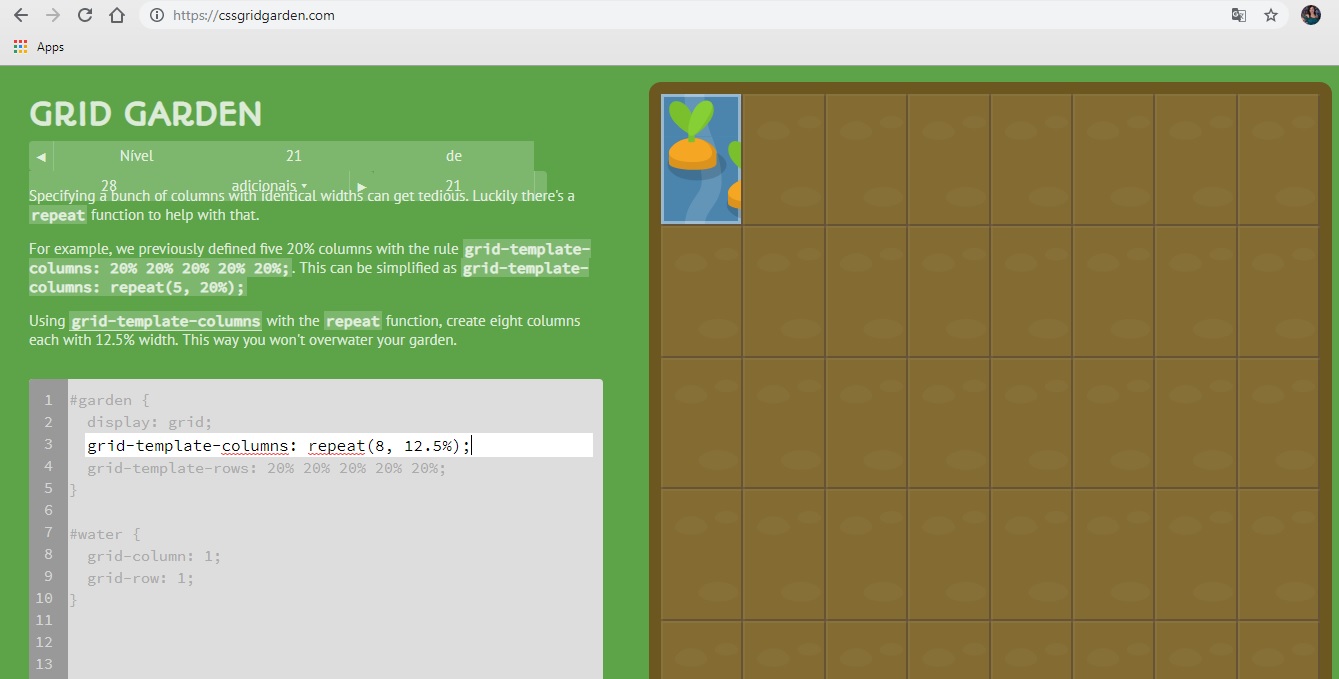 https://cssgridgarden.com
Apps
GRID GARDEN
◀ Nível 21 de
28 adicionais ▾ ▶ 21
Specifying a bunch of columns with identical widths can get tedious. Luckily there's a
repeat function to help with that.
For example, we previously defined five 20% columns with the rule grid-template-
columns: 20% 20% 20% 20% 20%;. This can be simplified as grid-template-
columns: repeat(5, 20%);
Using grid-template-columns with the repeat function, create eight columns
each with 12.5% width. This way you won't overwater your garden.
1 #garden {
2 display: grid;
3 grid-template-columns: repeat(8, 12.5%);
4 grid-template-rows: 20% 20% 20% 20% 20%;
5 }
6
7 #water {
8 grid-column: 1;
9 grid-row: 1;
10 }
11
12
13